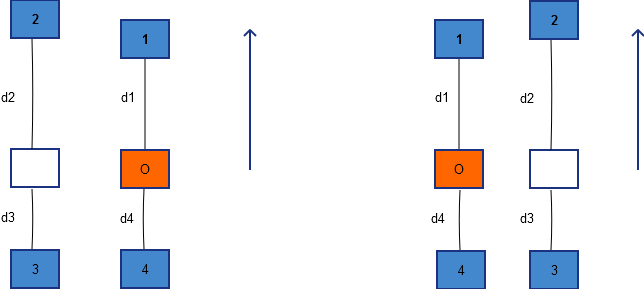 2 1 1 2
d2 d1 d1 d2
O O
d3 d4 d4 d3
3 4 4 3